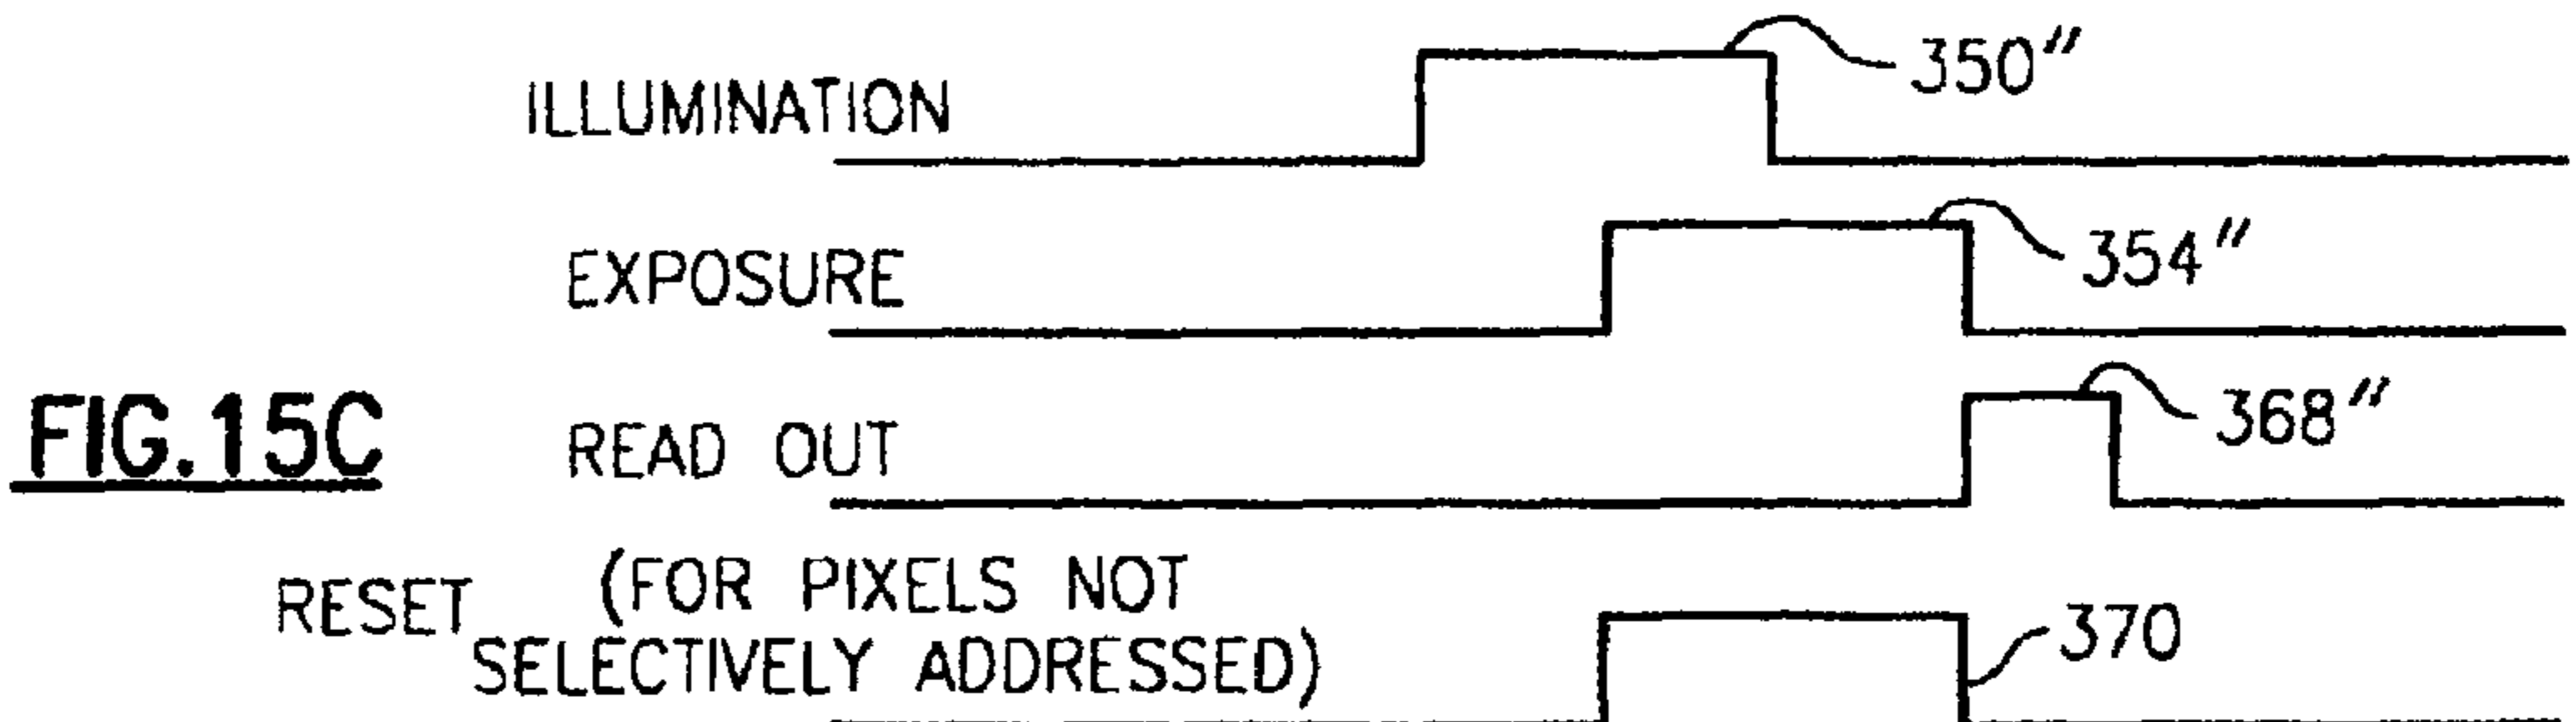 ILLUMINATION
350"
EXPOSURE
354"
FIG.15C
READ OUT
368"
RESET (FOR PIXELS NOT
SELECTIVELY ADDRESSED)
370